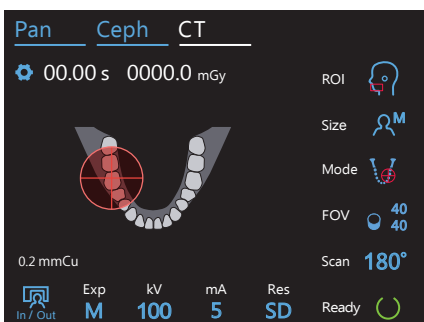 Pan Ceph CT
00.00 s 0000.0 mGy
ROI
Size M
Mode
FOV 40
40
0.2 mmCu
Scan 180°
Exp kV mA Res
In / Out M 100 5 SD
Ready